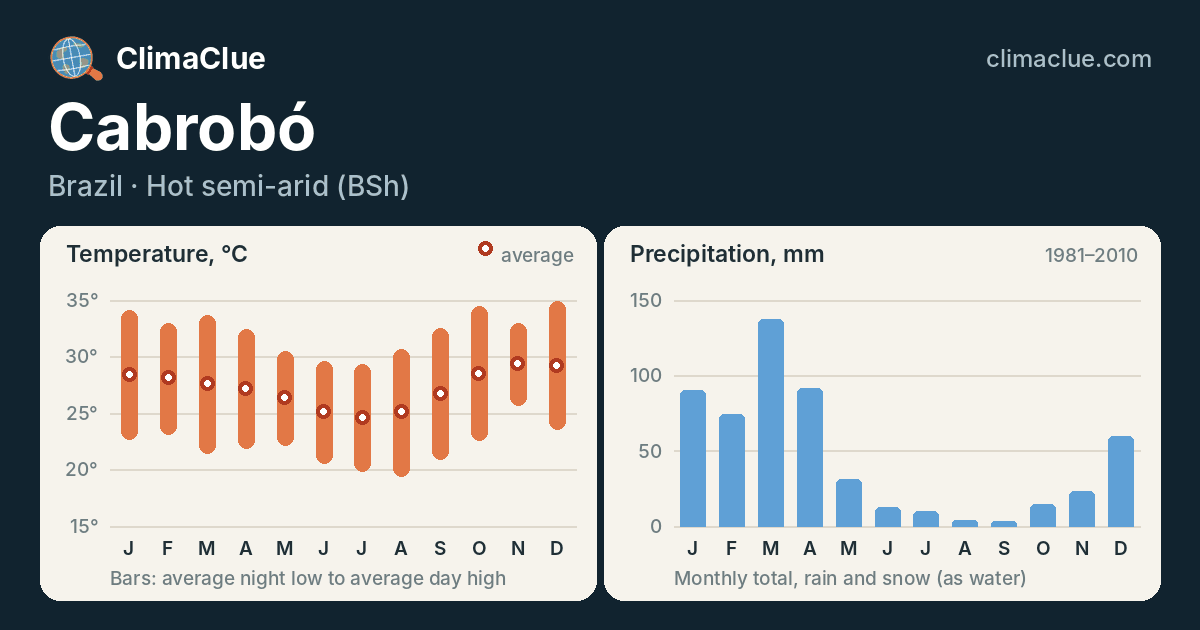 ClimaClue
climaclue.com
Cabrobó
Brazil · Hot semi-arid (BSh)
Temperature, °C
average
35°
30°
25°
20°
15°
J F M A M J J A S O N D
Bars: average night low to average day high
Precipitation, mm
1981–2010
150
100
50
0
J F M A M J J A S O N D
Monthly total, rain and snow (as water)